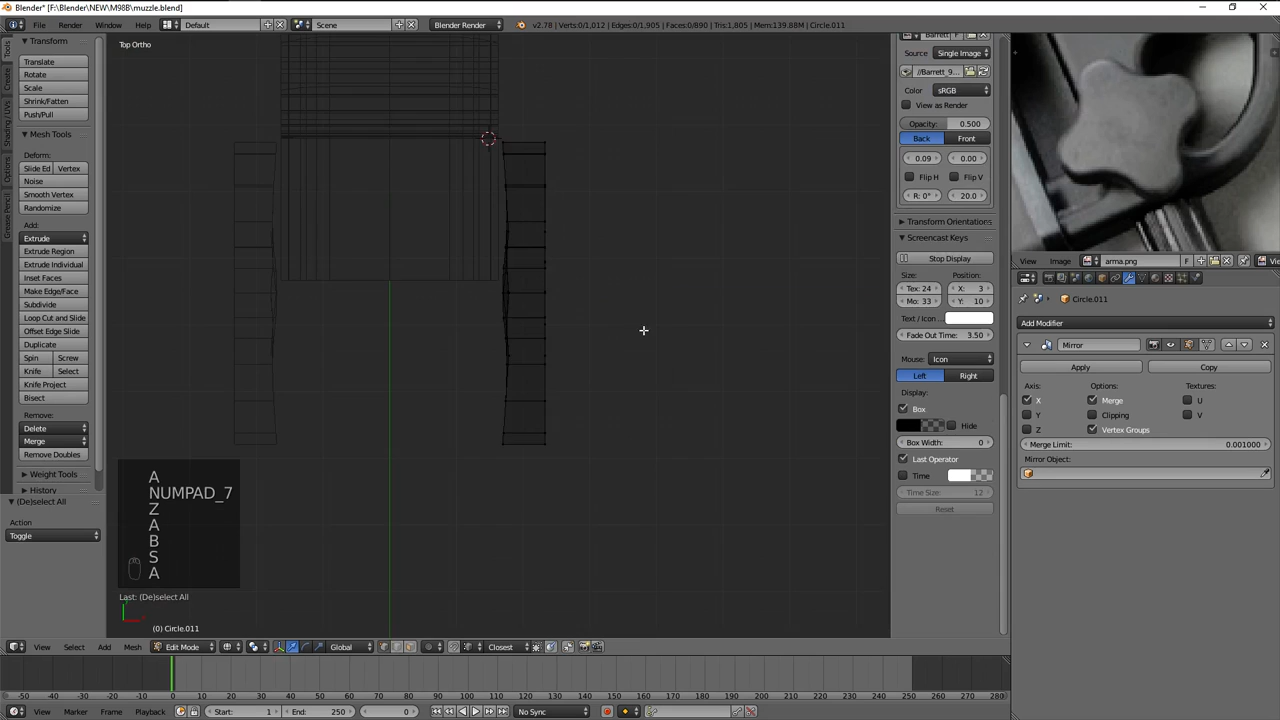 Blender* [F:\Blender\NEW\M98B\muzzle.blend]
File Render Window Help Default Scene Blender Render v2.78 | Verts:0/1,012 | Edges:0/1,905 | Faces:0/890 | Tris:1,805 | Mem:139.88M | Circle.011
Tools
Create
Shading / UVs
Options
Grease Pencil
Transform
Translate
Rotate
Scale
Shrink/Fatten
Push/Pull
Mesh Tools
Deform:
Slide Ed Vertex
Noise
Smooth Vertex
Randomize
Add:
Extrude
Extrude Region
Extrude Individual
Inset Faces
Make Edge/Face
Subdivide
Loop Cut and Slide
Offset Edge Slide
Duplicate
Spin Screw
Knife Select
Knife Project
Bisect
Remove:
Delete
Merge
Remove Doubles
Weight Tools
History
(De)select All
Action
Toggle
Top Ortho
A
NUMPAD_7
Z
A
B
S
A
Last: (De)select All
(0) Circle.011
Source Single Image
//Barrett_9...
Color sRGB
View as Render
Opacity: 0.500
Back Front
0.09 0.00
Flip H Flip V
R: 0° 20.0
Transform Orientations
Screencast Keys
Stop Display
Size: Position:
Tex: 24 X: 3
Mo: 33 Y: 10
Text / Icon ...
Fade Out Time: 3.50
Mouse: Icon
Left Right
Display:
Box
Hide
Box Width: 0
Last Operator
Time
Time Size: 12
Reset
View Image arma.png F
Circle.011
Add Modifier
Mirror
Apply Copy
Axis: Options: Textures:
X Merge U
Y Clipping V
Z Vertex Groups
Merge Limit: 0.001000
Mirror Object:
View Select Add Mesh Edit Mode Global Closest
-50 -40 -30 -20 -10 0 10 20 30 40 50 60 70 80 90 100 110 120 130 140 150 160 170 180 190 200 210 220 230 240 250 260 270 280
View Marker Frame Playback Start: 1 End: 250 0 No Sync